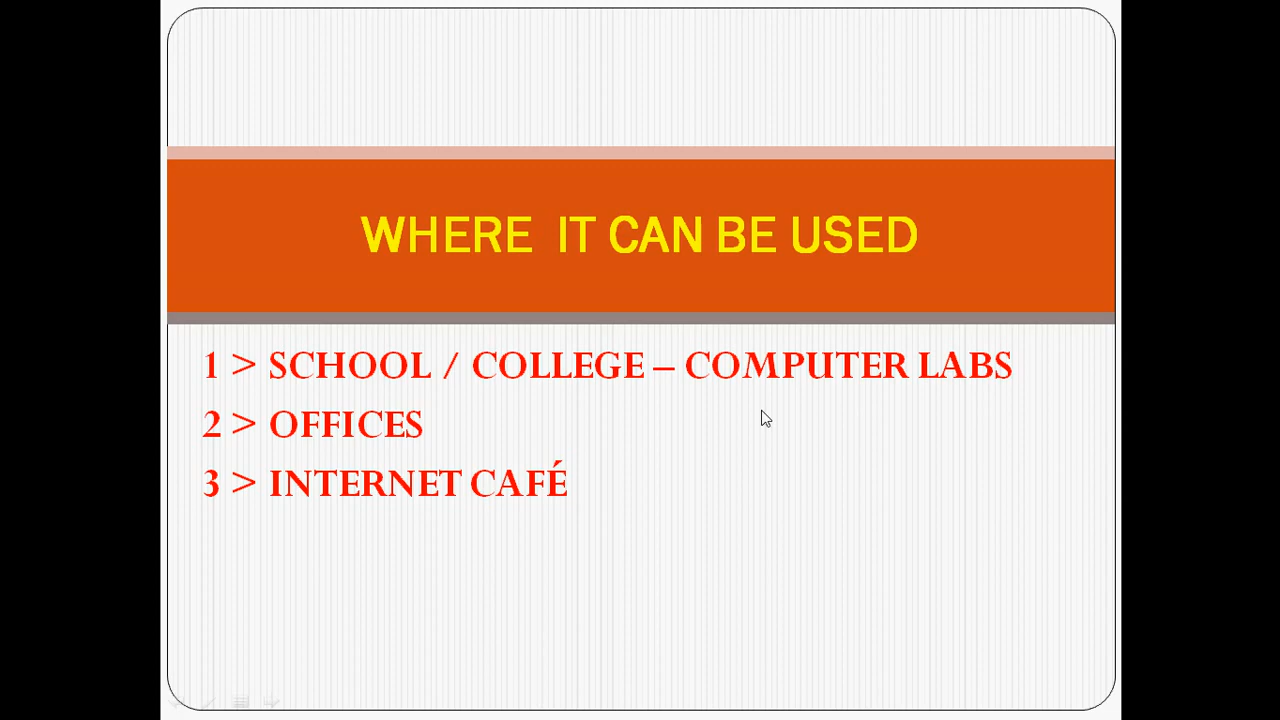 WHERE IT CAN BE USED
1 > SCHOOL / COLLEGE – COMPUTER LABS
2 > OFFICES
3 > INTERNET CAFÉ